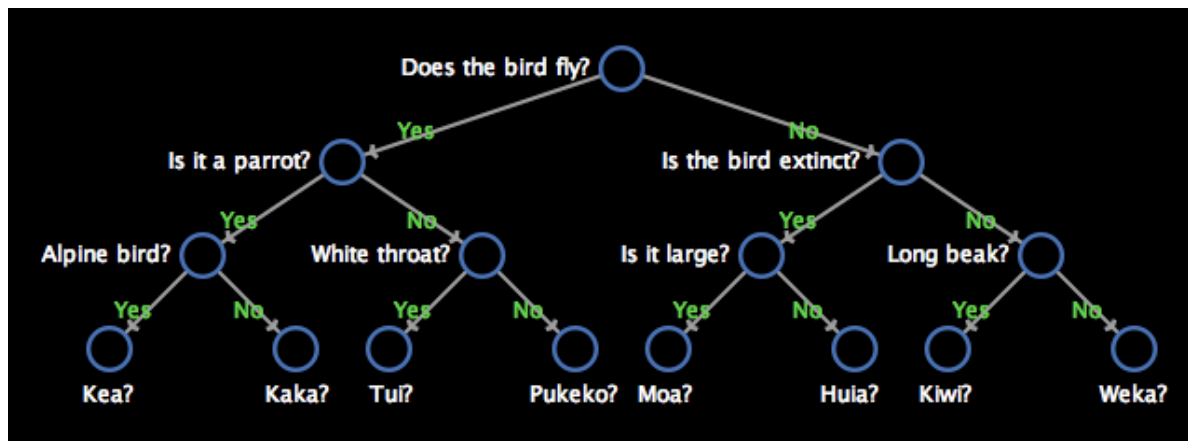 Does the bird fly?
Yes
No
Is it a parrot?
Is the bird extinct?
Yes
No
Yes
No
Alpine bird?
White throat?
Is it large?
Long beak?
Yes
No
Yes
No
Yes
No
Yes
No
Kea?
Kaka?
Tui?
Pukeko?
Moa?
Huia?
Kiwi?
Weka?